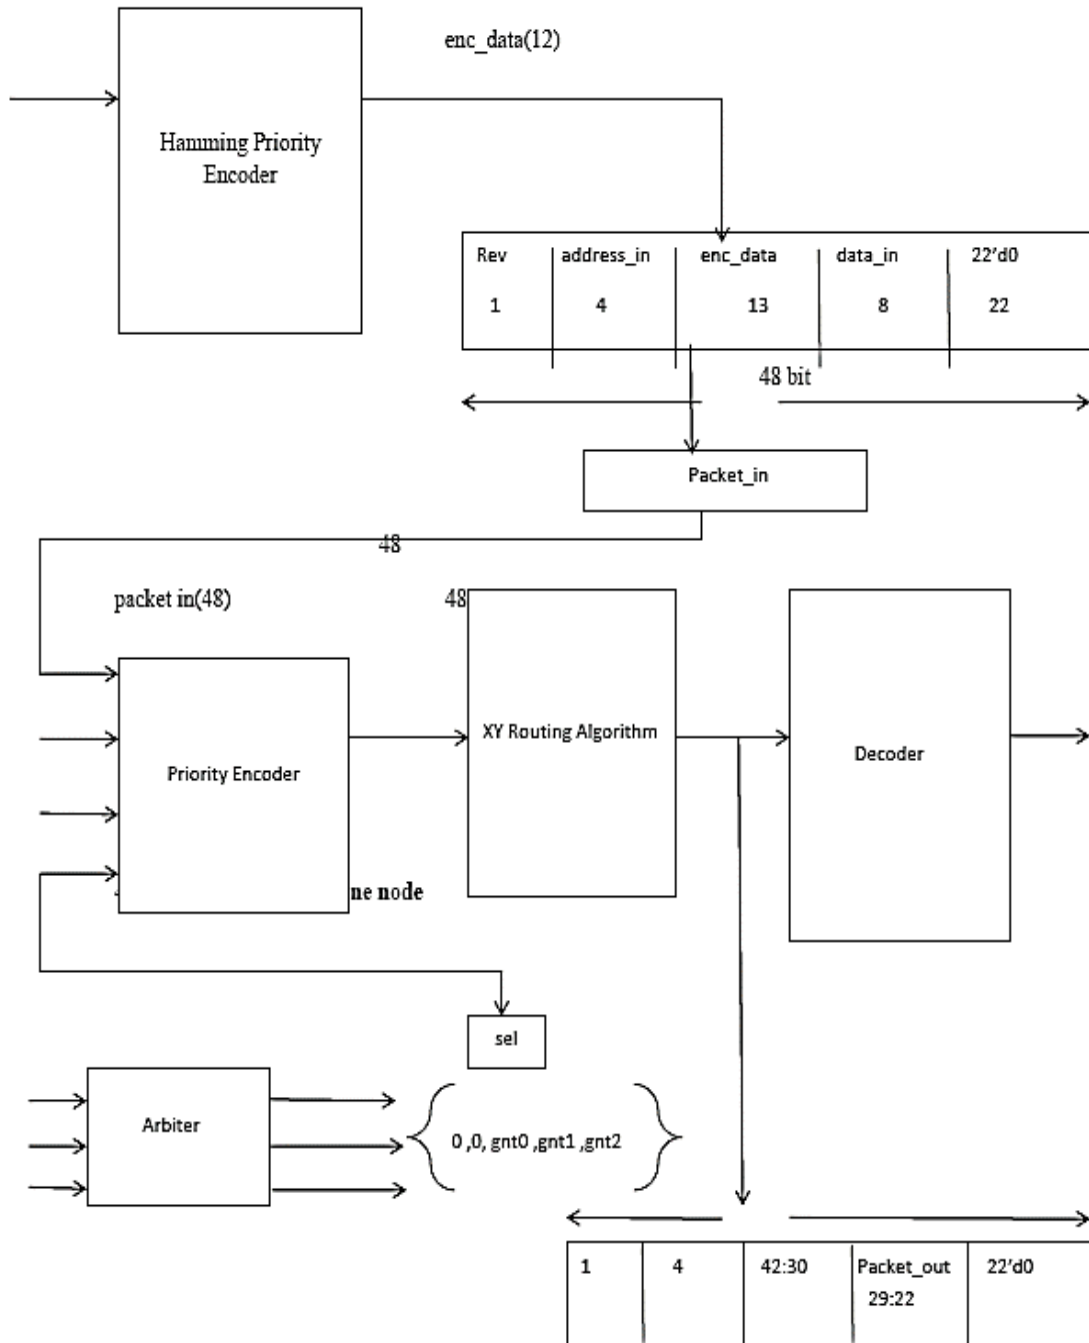 enc_data(12)
Hamming Priority
Encoder
Rev address_in enc_data data_in 22'd0
1 4 13 8 22
48 bit
Packet_in
48
packet in(48)
48
XY Routing Algorithm
Decoder
Priority Encoder
ne node
sel
Arbiter
0 ,0, gnt0 ,gnt1 ,gnt2
1 4 42:30 Packet_out 22'd0
29:22